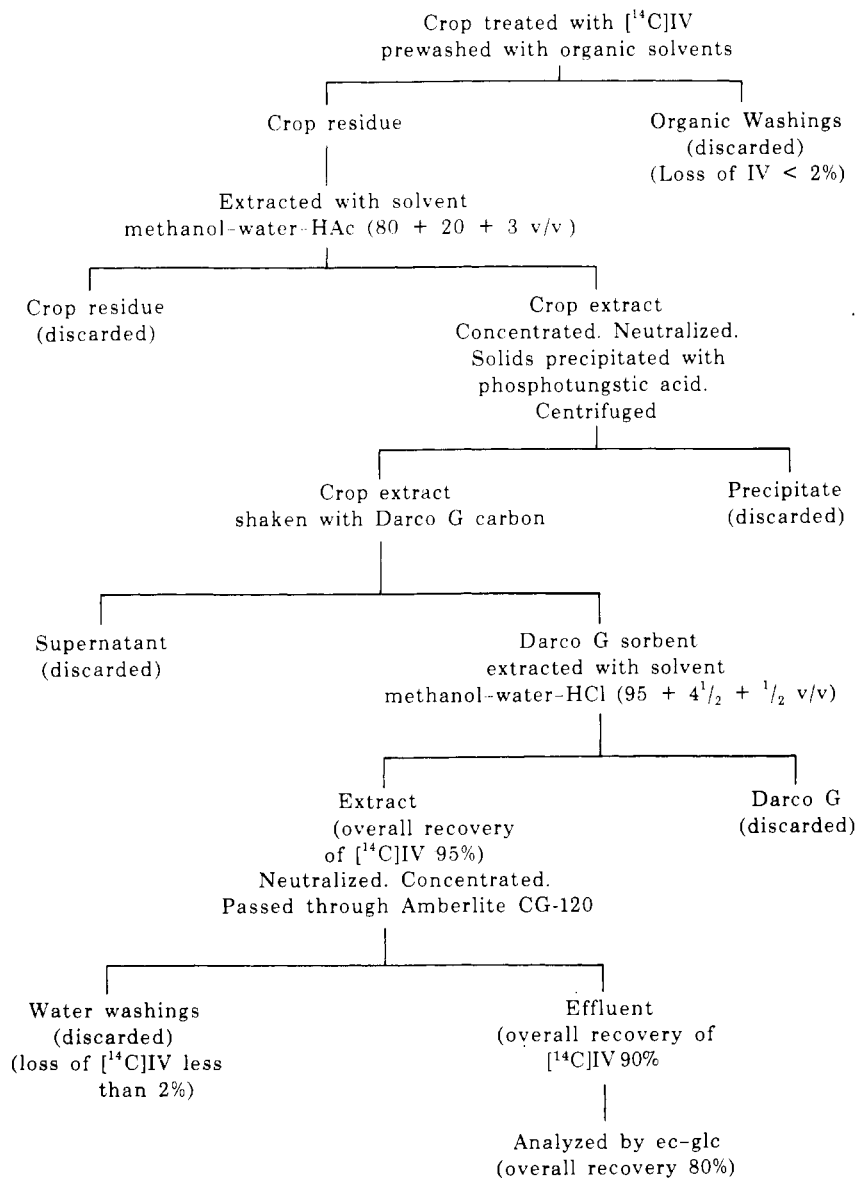 Crop treated with [¹⁴C]IV
prewashed with organic solvents
Crop residue
Organic Washings
(discarded)
(Loss of IV < 2%)
Extracted with solvent
methanol-water-HAc (80 + 20 + 3 v/v)
Crop residue
(discarded)
Crop extract
Concentrated. Neutralized.
Solids precipitated with
phosphotungstic acid.
Centrifuged
Crop extract
shaken with Darco G carbon
Precipitate
(discarded)
Supernatant
(discarded)
Darco G sorbent
extracted with solvent
methanol-water-HCl (95 + 4¹/₂ + ¹/₂ v/v)
Extract
(overall recovery
of [¹⁴C]IV 95%)
Neutralized. Concentrated.
Passed through Amberlite CG-120
Darco G
(discarded)
Water washings
(discarded)
(loss of [¹⁴C]IV less
than 2%)
Effluent
(overall recovery of
[¹⁴C]IV 90%
Analyzed by ec-glc
(overall recovery 80%)